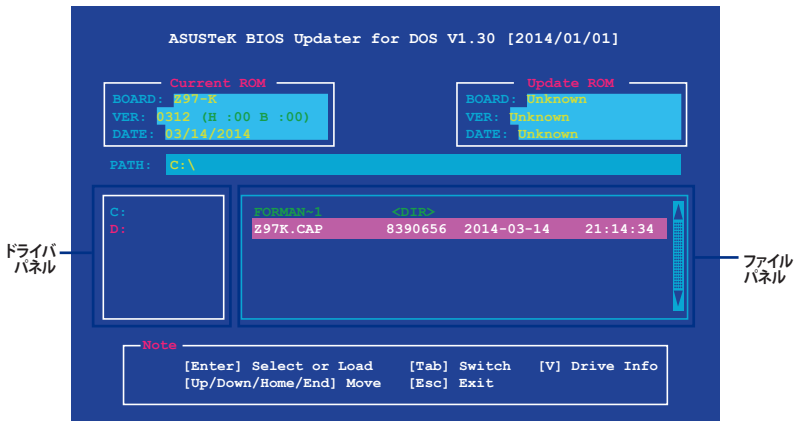 ASUSTeK BIOS Updater for DOS V1.30 [2014/01/01]
Current ROM
BOARD: Z97-K
VER: 0312 (H :00 B :00)
DATE: 03/14/2014
Update ROM
BOARD: Unknown
VER: Unknown
DATE: Unknown
PATH: C:\
C:
D:
FORMAN~1 <DIR>
Z97K.CAP 8390656 2014-03-14 21:14:34
ドライバ
パネル
ファイル
パネル
Note
[Enter] Select or Load [Tab] Switch [V] Drive Info
[Up/Down/Home/End] Move [Esc] Exit